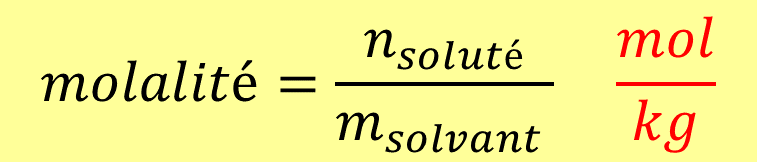 molalité = n_soluté / m_solvant mol / kg